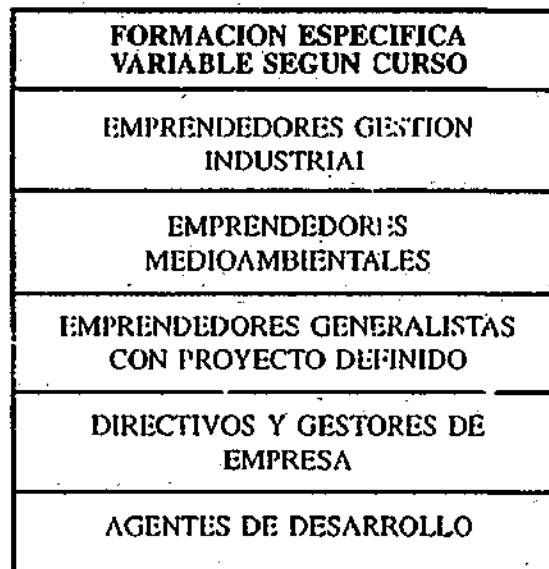 FORMACION ESPECIFICA
VARIABLE SEGUN CURSO
EMPRENDEDORES GESTION
INDUSTRIAL
EMPRENDEDORES
MEDIOAMBIENTALES
EMPRENDEDORES GENERALISTAS
CON PROYECTO DEFINIDO
DIRECTIVOS Y GESTORES DE
EMPRESA
AGENTES DE DESARROLLO